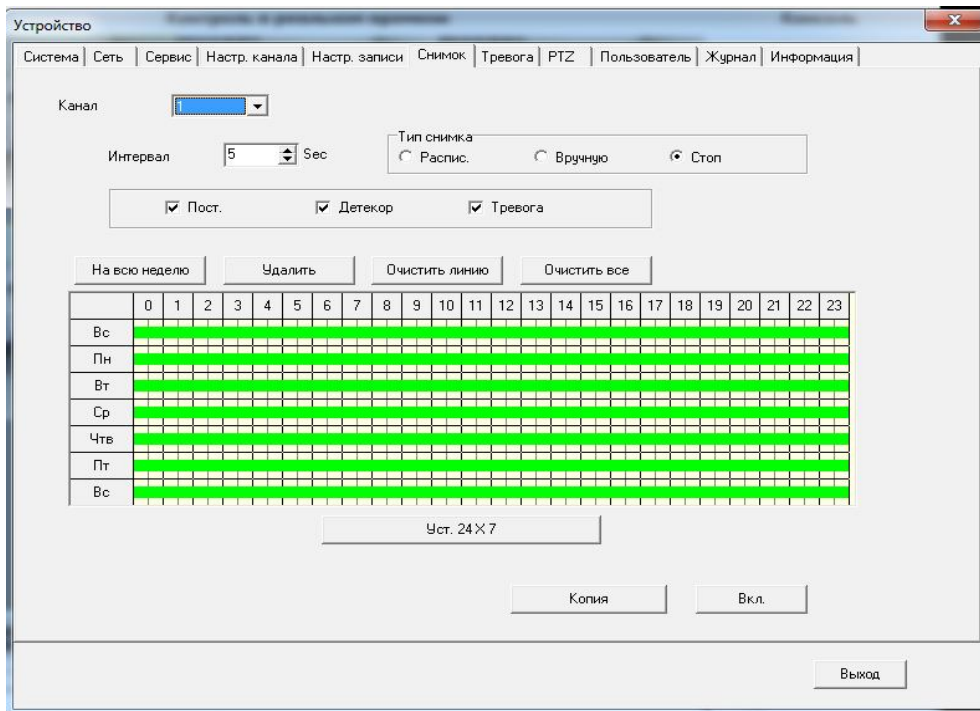 Устройство
Система Сеть Сервис Настр. канала Настр. записи Снимок Тревога PTZ Пользователь Журнал Информация
Канал 1
Тип снимка
Интервал 5 Sec Распис. Вручную Стоп
Пост. Детекор Тревога
На всю неделю Удалить Очистить линию Очистить все
0 1 2 3 4 5 6 7 8 9 10 11 12 13 14 15 16 17 18 19 20 21 22 23
Вс
Пн
Вт
Ср
Чтв
Пт
Вс
Уст. 24 X 7
Копия Вкл.
Выход